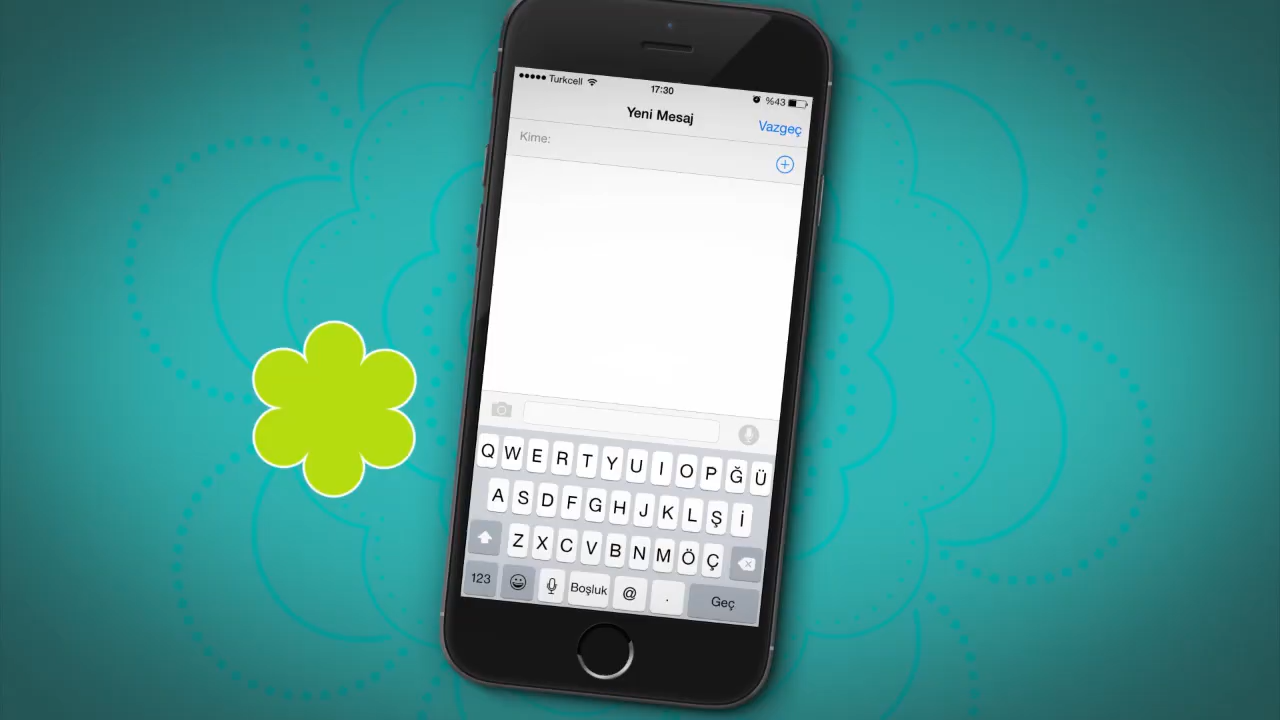 Turkcell 17:30 %43
Yeni Mesaj Vazgeç
Kime:
Q W E R T Y U I O P Ğ Ü
A S D F G H J K L Ş İ
Z X C V B N M Ö Ç
123 Boşluk @ . Geç